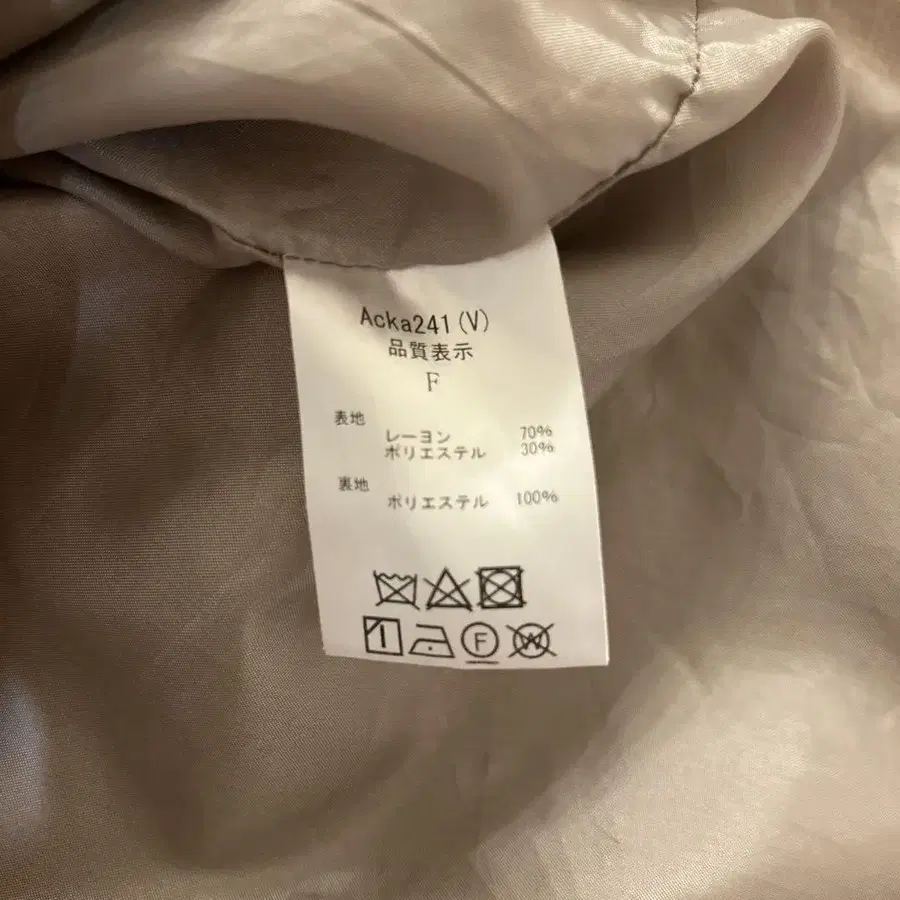 Acka241(V)
品質表示
F
表地
レーヨン 70%
ポリエステル 30%
裏地
ポリエステル 100%
F
W